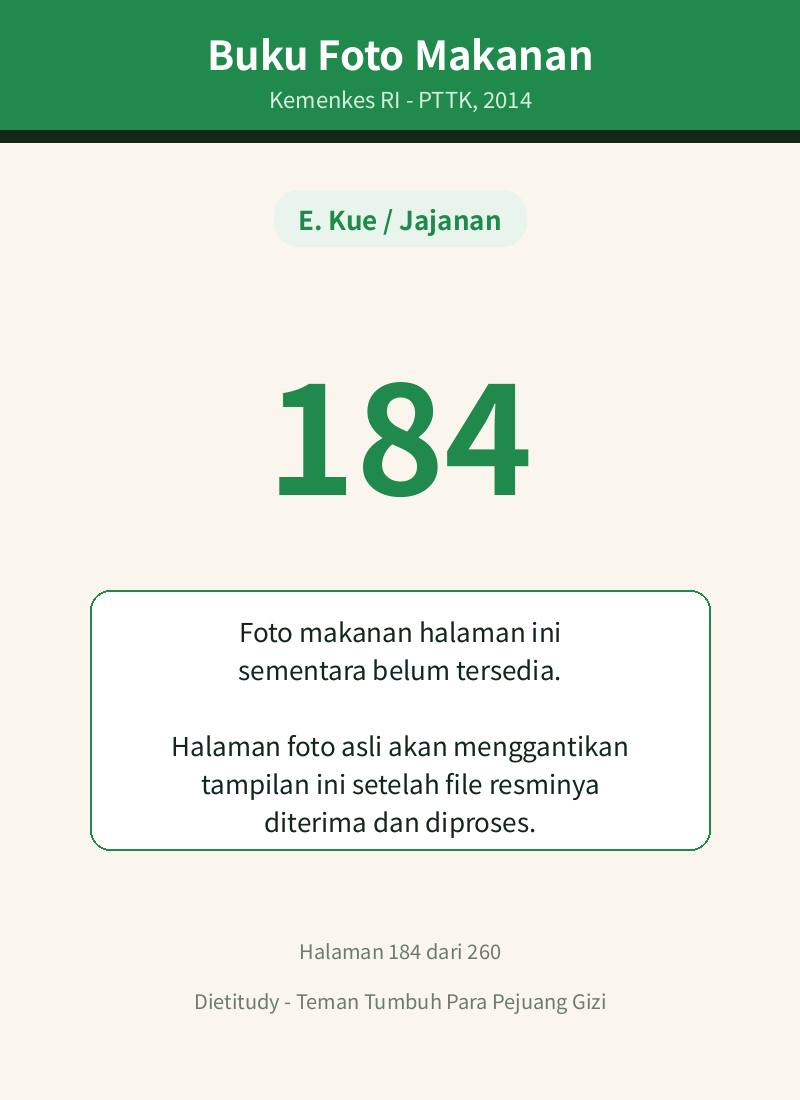 Buku Foto Makanan
Kemenkes RI - PTTK, 2014
E. Kue / Jajanan
184
Foto makanan halaman ini
sementara belum tersedia.
Halaman foto asli akan menggantikan
tampilan ini setelah file resminya
diterima dan diproses.
Halaman 184 dari 260
Dietitudy - Teman Tumbuh Para Pejuang Gizi